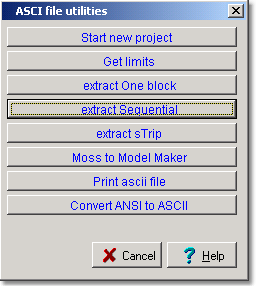 ASCI file utilities
Start new project
Get limits
extract One block
extract Sequential
extract sTrip
Moss to Model Maker
Print ascii file
Convert ANSI to ASCII
Cancel
Help